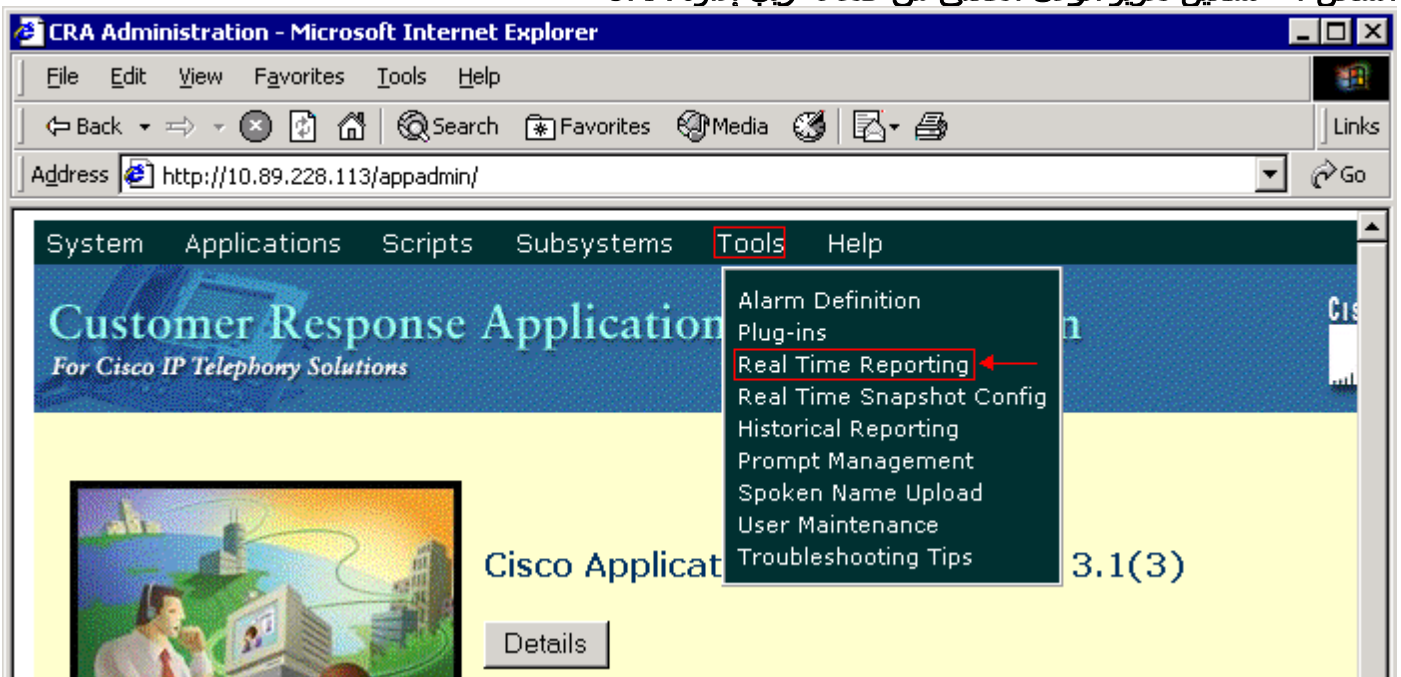 CRA Administration - Microsoft Internet Explorer
File Edit View Favorites Tools Help
Back Search Favorites Media Links
Address http://10.89.228.113/appadmin/ Go
System Applications Scripts Subsystems Tools Help
Customer Response Application
For Cisco IP Telephony Solutions
Alarm Definition
Plug-ins
Real Time Reporting
Real Time Snapshot Config
Historical Reporting
Prompt Management
Spoken Name Upload
User Maintenance
Troubleshooting Tips
Cisco Applicat 3.1(3)
Details